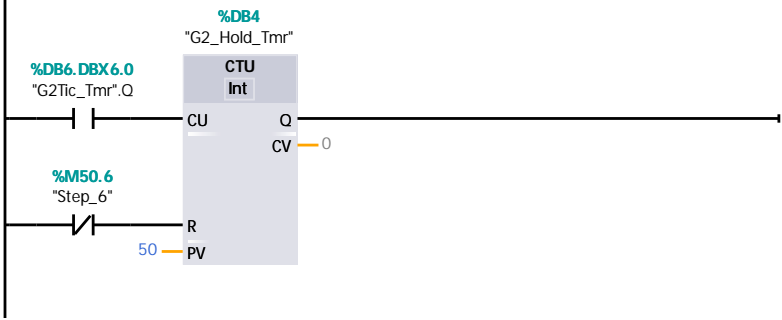 %DB4
"G2_Hold_Tmr"
%DB6.DBX6.0
"G2Tic_Tmr".Q
CTU
Int
CU
Q
CV
0
%M50.6
"Step_6"
R
50
PV